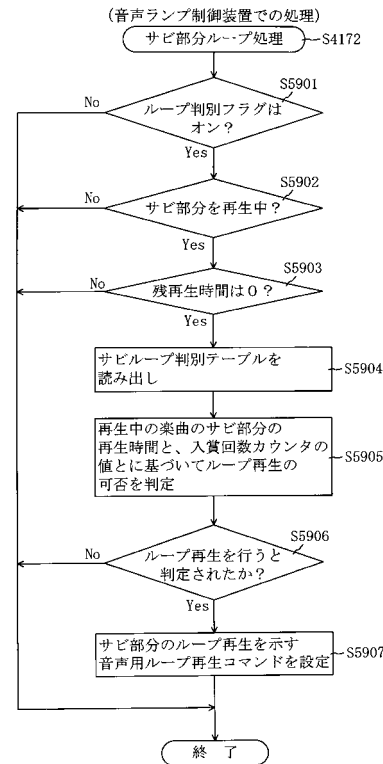 (音声ランプ制御装置での処理)
サビ部分ループ処理
S4172
S5901
ループ判別フラグは
オン？
No
Yes
S5902
サビ部分を再生中？
No
Yes
S5903
残再生時間は０？
No
Yes
サビループ判別テーブルを
読み出し
S5904
再生中の楽曲のサビ部分の
再生時間と、入賞回数カウンタの
値とに基づいてループ再生の
可否を判定
S5905
S5906
ループ再生を行うと
判定されたか？
No
Yes
サビ部分のループ再生を示す
音声用ループ再生コマンドを設定
S5907
終 了